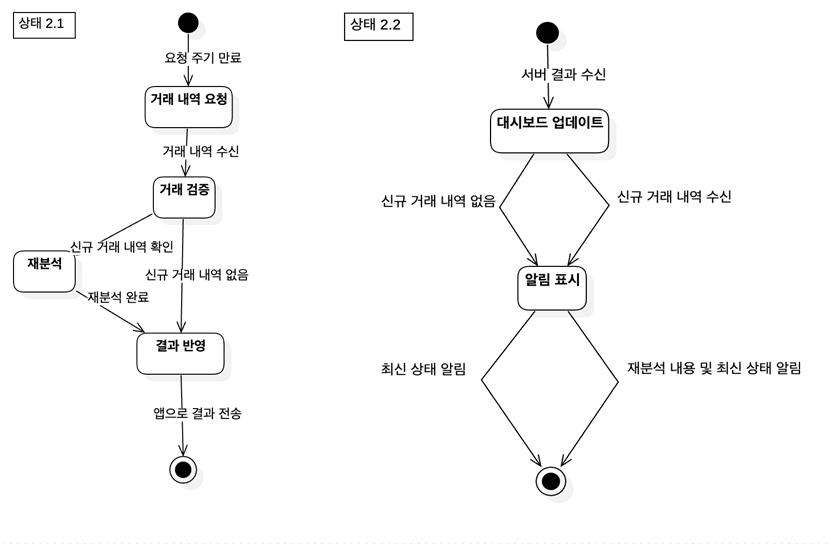 상태 2.1
요청 주기 만료
거래 내역 요청
거래 내역 수신
거래 검증
신규 거래 내역 확인
재분석
신규 거래 내역 없음
재분석 완료
결과 반영
앱으로 결과 전송
상태 2.2
서버 결과 수신
대시보드 업데이트
신규 거래 내역 없음
신규 거래 내역 수신
알림 표시
최신 상태 알림
재분석 내용 및 최신 상태 알림